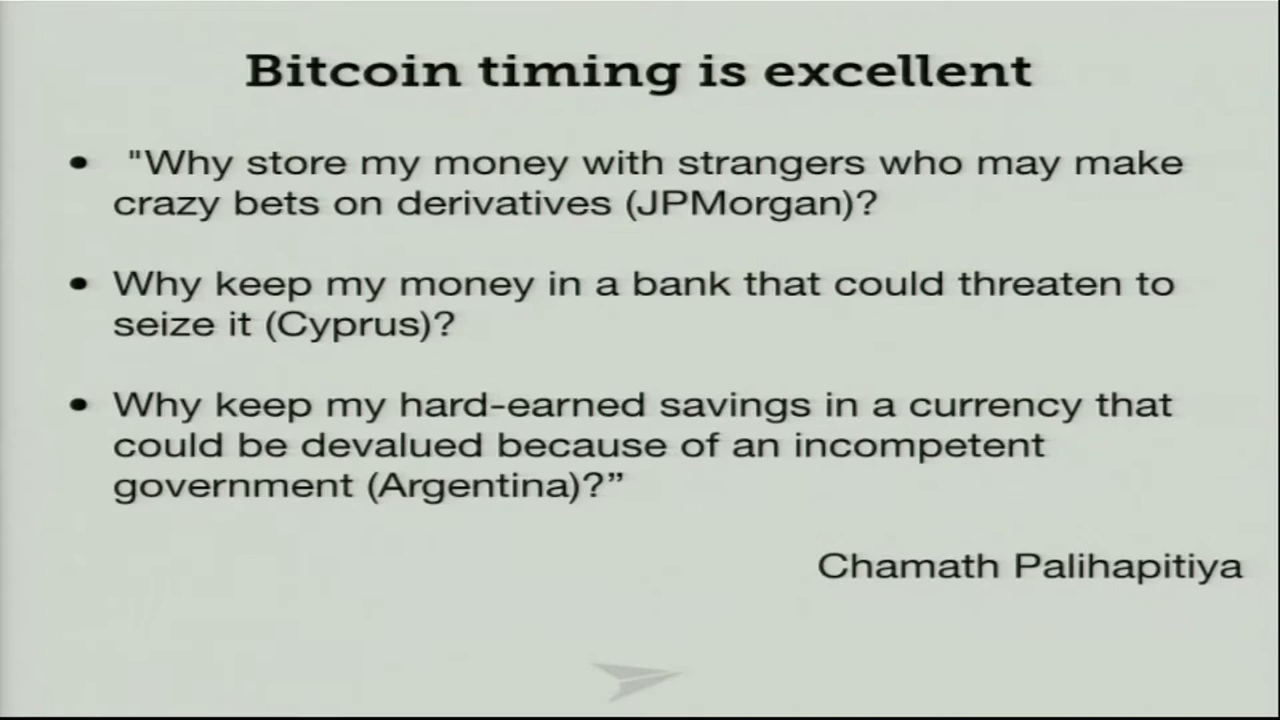 Bitcoin timing is excellent
• "Why store my money with strangers who may make
crazy bets on derivatives (JPMorgan)?
• Why keep my money in a bank that could threaten to
seize it (Cyprus)?
• Why keep my hard-earned savings in a currency that
could be devalued because of an incompetent
government (Argentina)?”
Chamath Palihapitiya